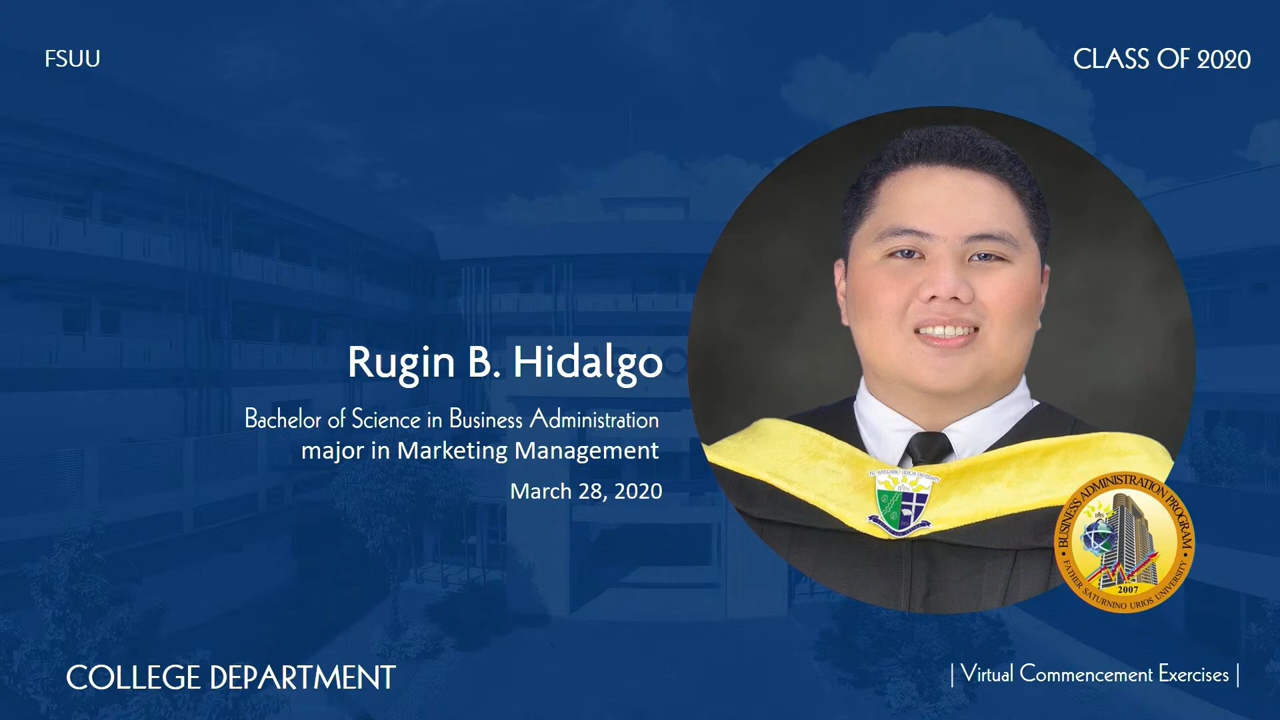 FSUU
CLASS OF 2020
Rugin B. Hidalgo
Bachelor of Science in Business Administration
major in Marketing Management
March 28, 2020
BUSINESS ADMINISTRATION PROGRAM
FATHER SATURNINO URIOS UNIVERSITY
2007
COLLEGE DEPARTMENT
| Virtual Commencement Exercises |